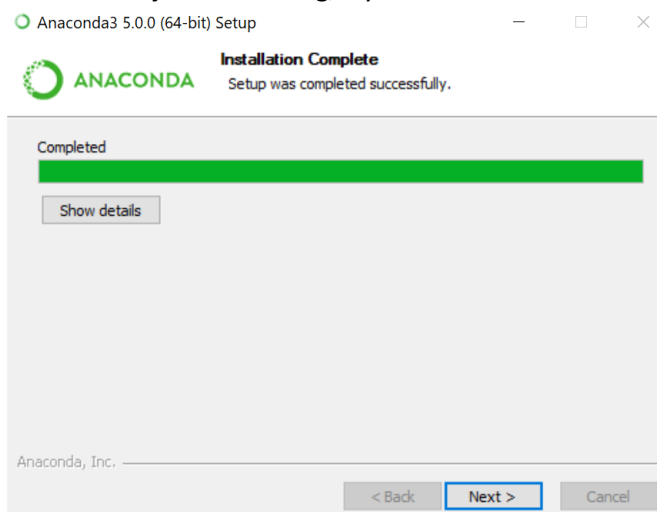 Anaconda3 5.0.0 (64-bit) Setup
ANACONDA
Installation Complete
Setup was completed successfully.
Completed
Show details
Anaconda, Inc.
< Back
Next >
Cancel